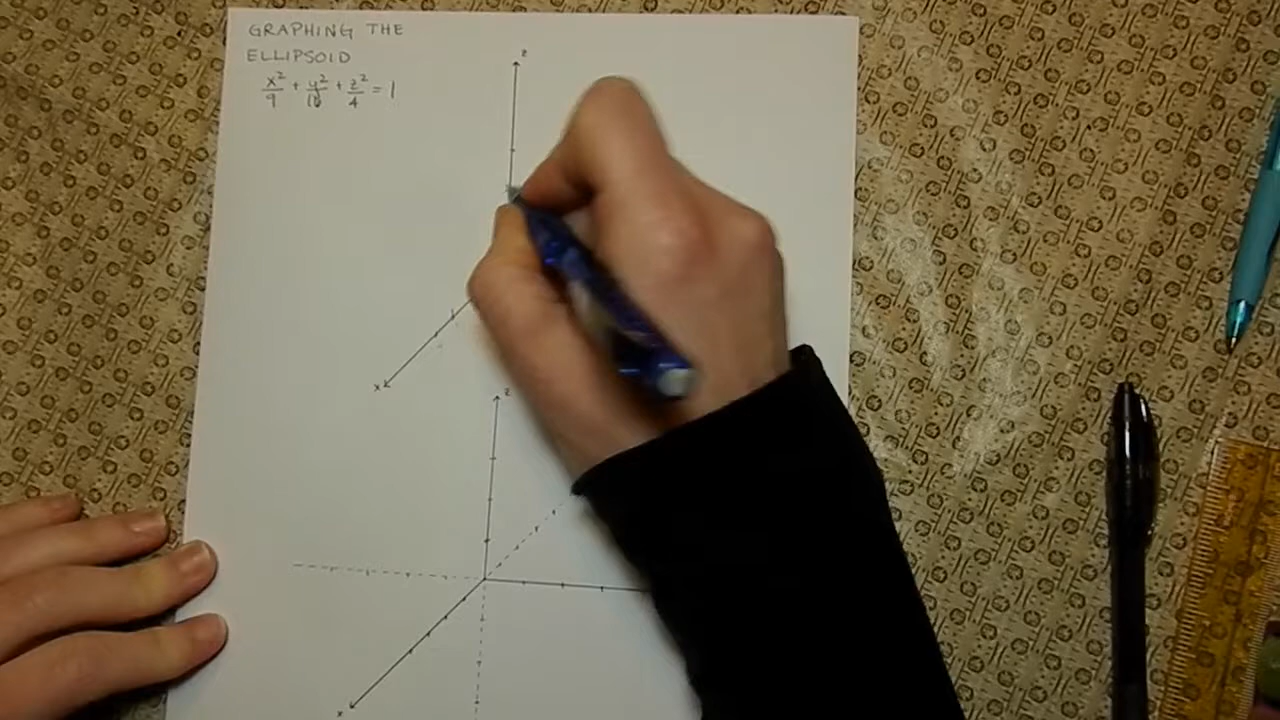 GRAPHING THE
ELLIPSOID
x²/9 + y²/16 + z²/4 = 1
z
x
z
x